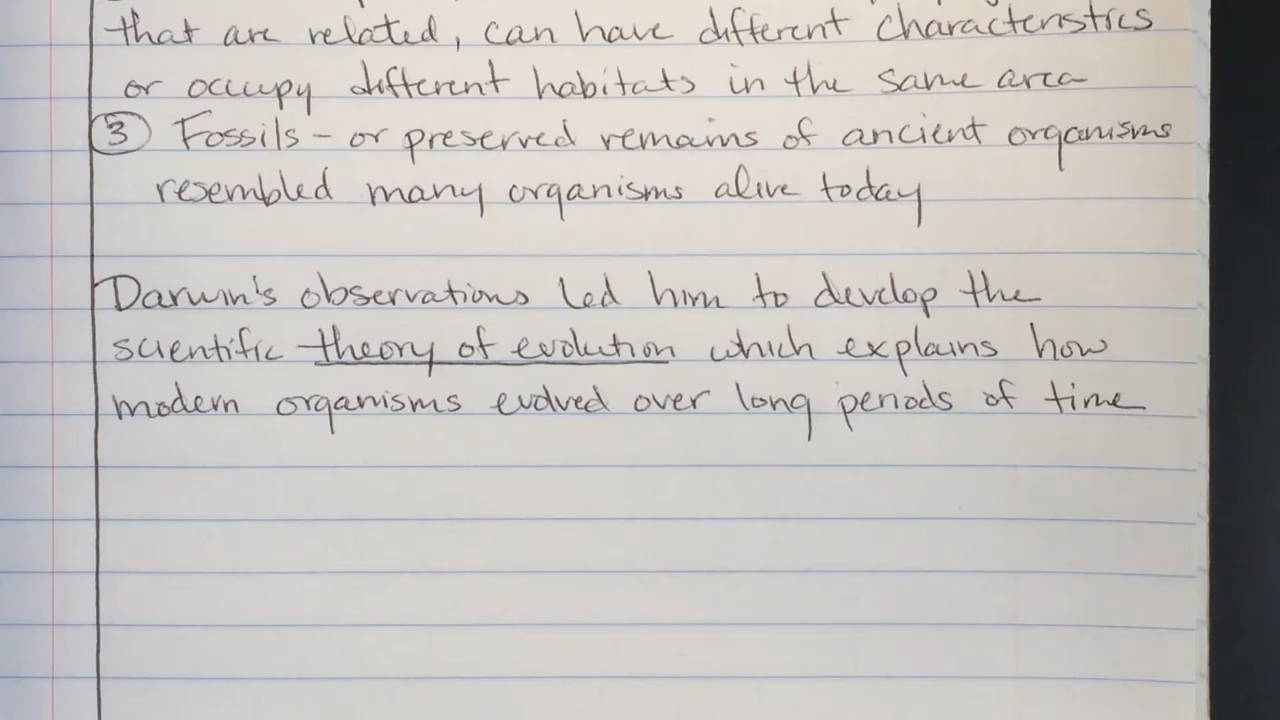 that are related, can have different characteristics
or occupy different habitats in the same area
③ Fossils - or preserved remains of ancient organisms
resembled many organisms alive today
Darwin's observations led him to develop the
scientific theory of evolution which explains how
modern organisms evolved over long periods of time